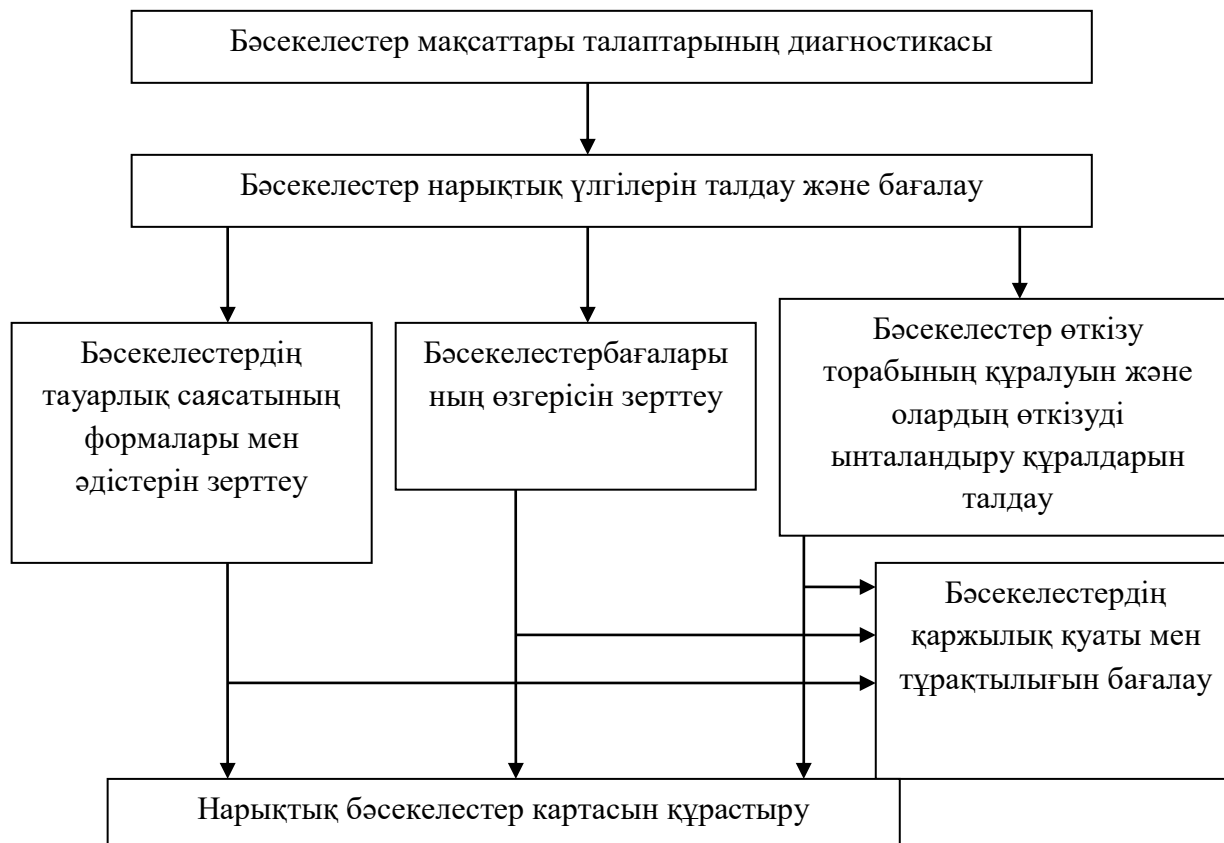 Бәсекелестер мақсаттары талаптарының диагностикасы
Бәсекелестер нарықтық үлгілерін талдау және бағалау
Бәсекелестердің
тауарлық саясатының
формалары мен
әдістерін зерттеу
Бәсекелестербағалары
ның өзгерісін зерттеу
Бәсекелестер өткізу
торабының құралуын және
олардың өткізуді
ынталандыру құралдарын
талдау
Бәсекелестердің
қаржылық қуаты мен
тұрақтылығын бағалау
Нарықтық бәсекелестер картасын құрастыру